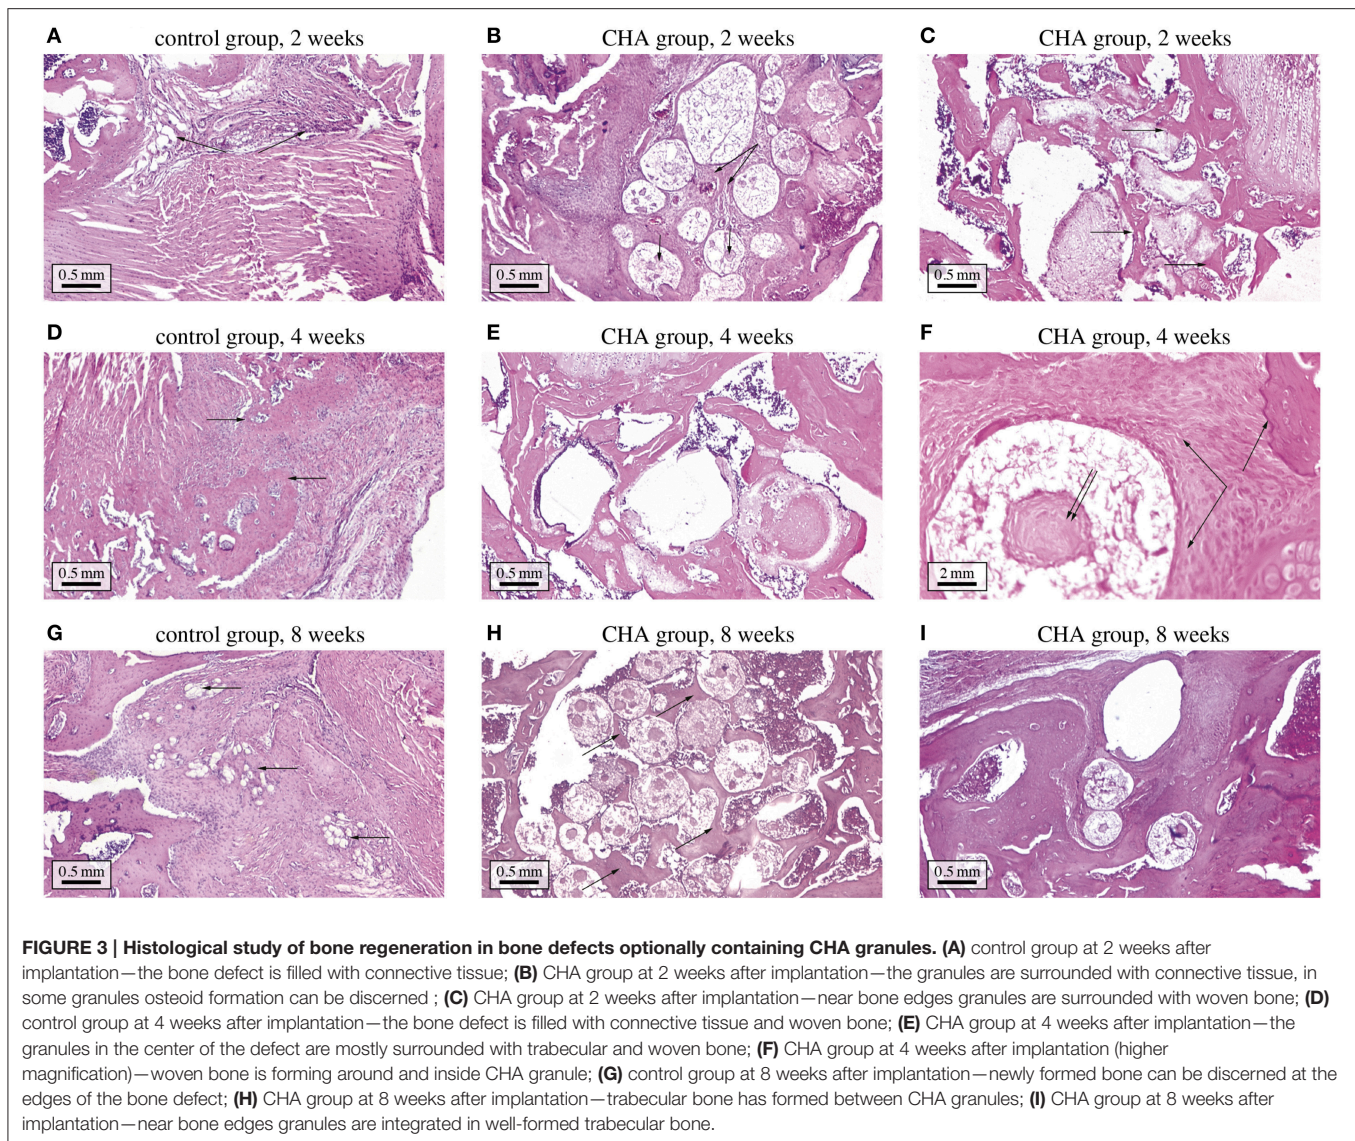 A control group, 2 weeks
B CHA group, 2 weeks
C CHA group, 2 weeks
0.5 mm
0.5 mm
0.5 mm
D control group, 4 weeks
E CHA group, 4 weeks
F CHA group, 4 weeks
0.5 mm
0.5 mm
2 mm
G control group, 8 weeks
H CHA group, 8 weeks
I CHA group, 8 weeks
0.5 mm
0.5 mm
0.5 mm
FIGURE 3 | Histological study of bone regeneration in bone defects optionally containing CHA granules. (A) control group at 2 weeks after
implantation—the bone defect is filled with connective tissue; (B) CHA group at 2 weeks after implantation—the granules are surrounded with connective tissue, in
some granules osteoid formation can be discerned ; (C) CHA group at 2 weeks after implantation—near bone edges granules are surrounded with woven bone; (D)
control group at 4 weeks after implantation—the bone defect is filled with connective tissue and woven bone; (E) CHA group at 4 weeks after implantation—the
granules in the center of the defect are mostly surrounded with trabecular and woven bone; (F) CHA group at 4 weeks after implantation (higher
magnification)—woven bone is forming around and inside CHA granule; (G) control group at 8 weeks after implantation—newly formed bone can be discerned at the
edges of the bone defect; (H) CHA group at 8 weeks after implantation—trabecular bone has formed between CHA granules; (I) CHA group at 8 weeks after
implantation—near bone edges granules are integrated in well-formed trabecular bone.